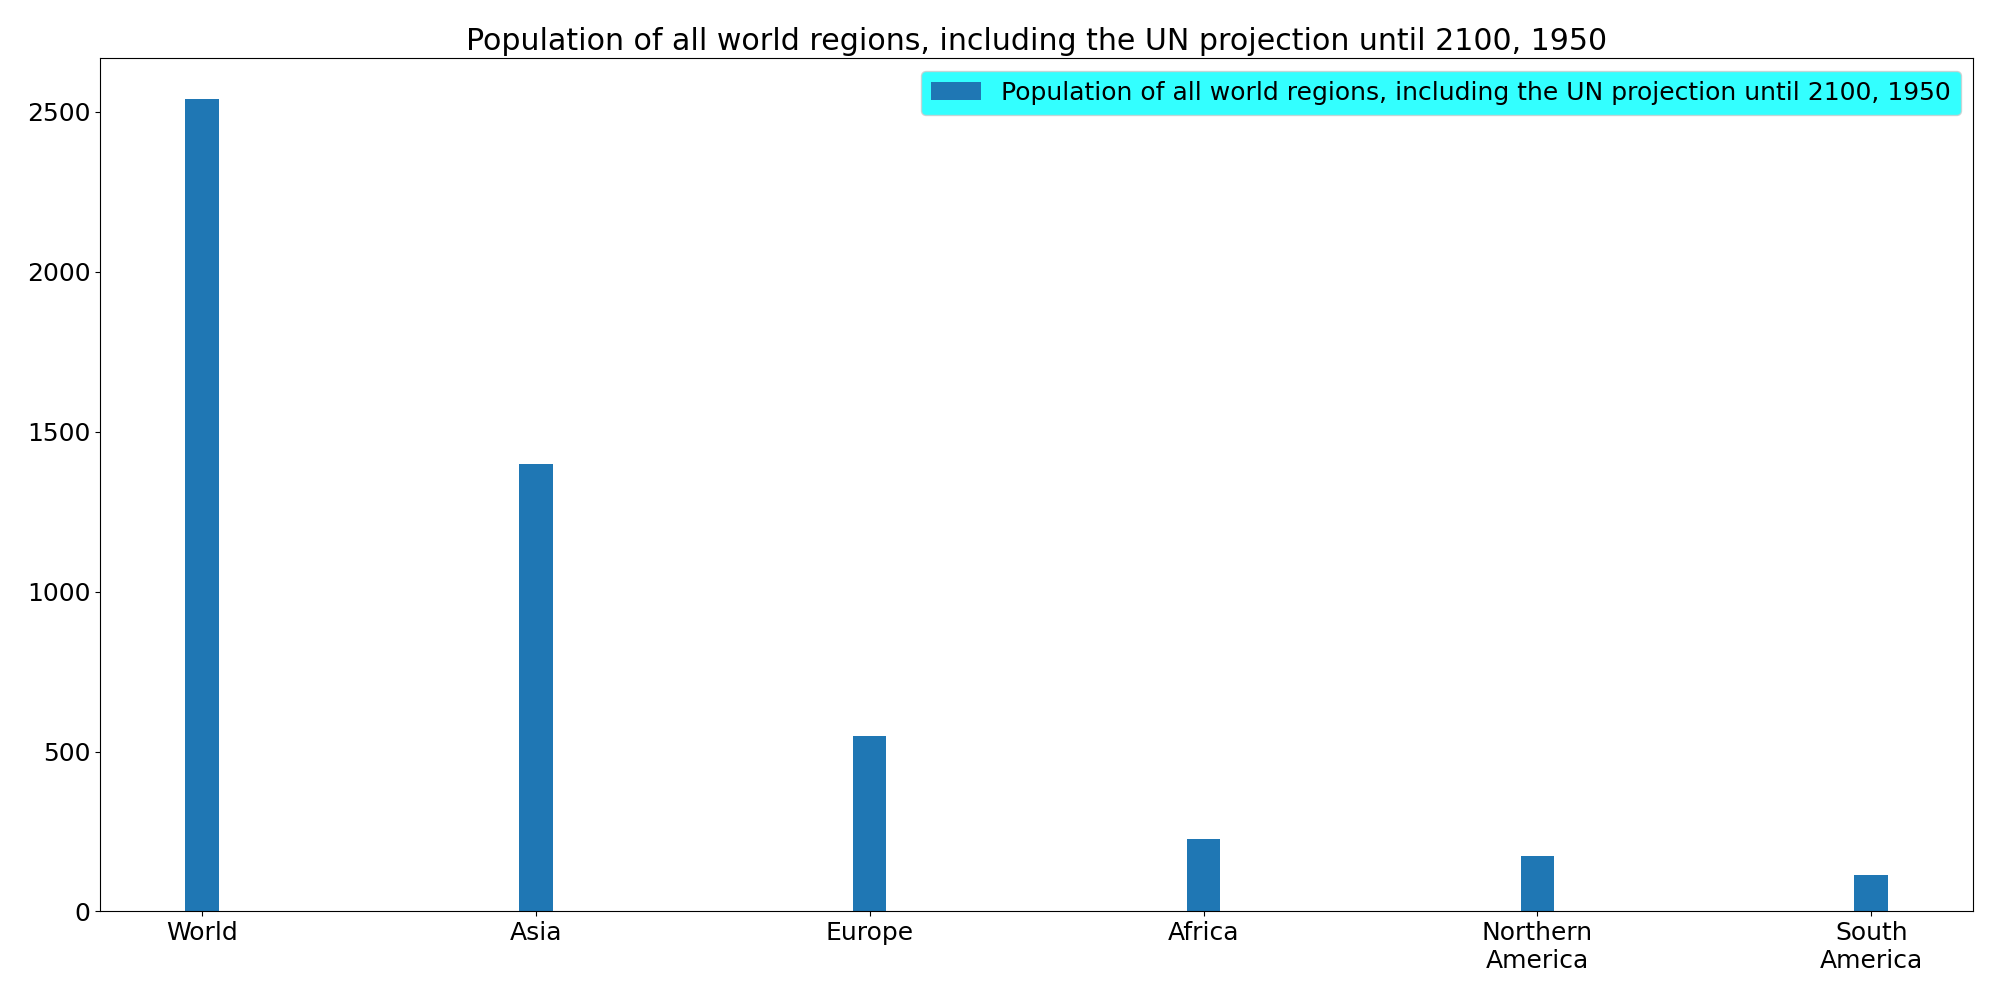 Population of all world regions, including the UN projection until 2100, 1950
Population of all world regions, including the UN projection until 2100, 1950
2500
2000
1500
1000
500
0
World
Asia
Europe
Africa
Northern
America
South
America